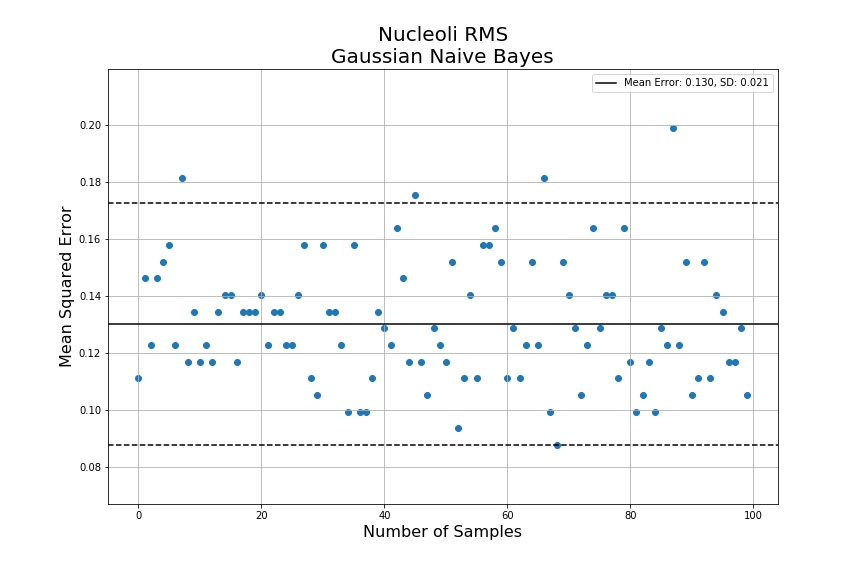 Nucleoli RMS
Gaussian Naive Bayes
Mean Error: 0.130, SD: 0.021
Mean Squared Error
0.20
0.18
0.16
0.14
0.12
0.10
0.08
0 20 40 60 80 100
Number of Samples